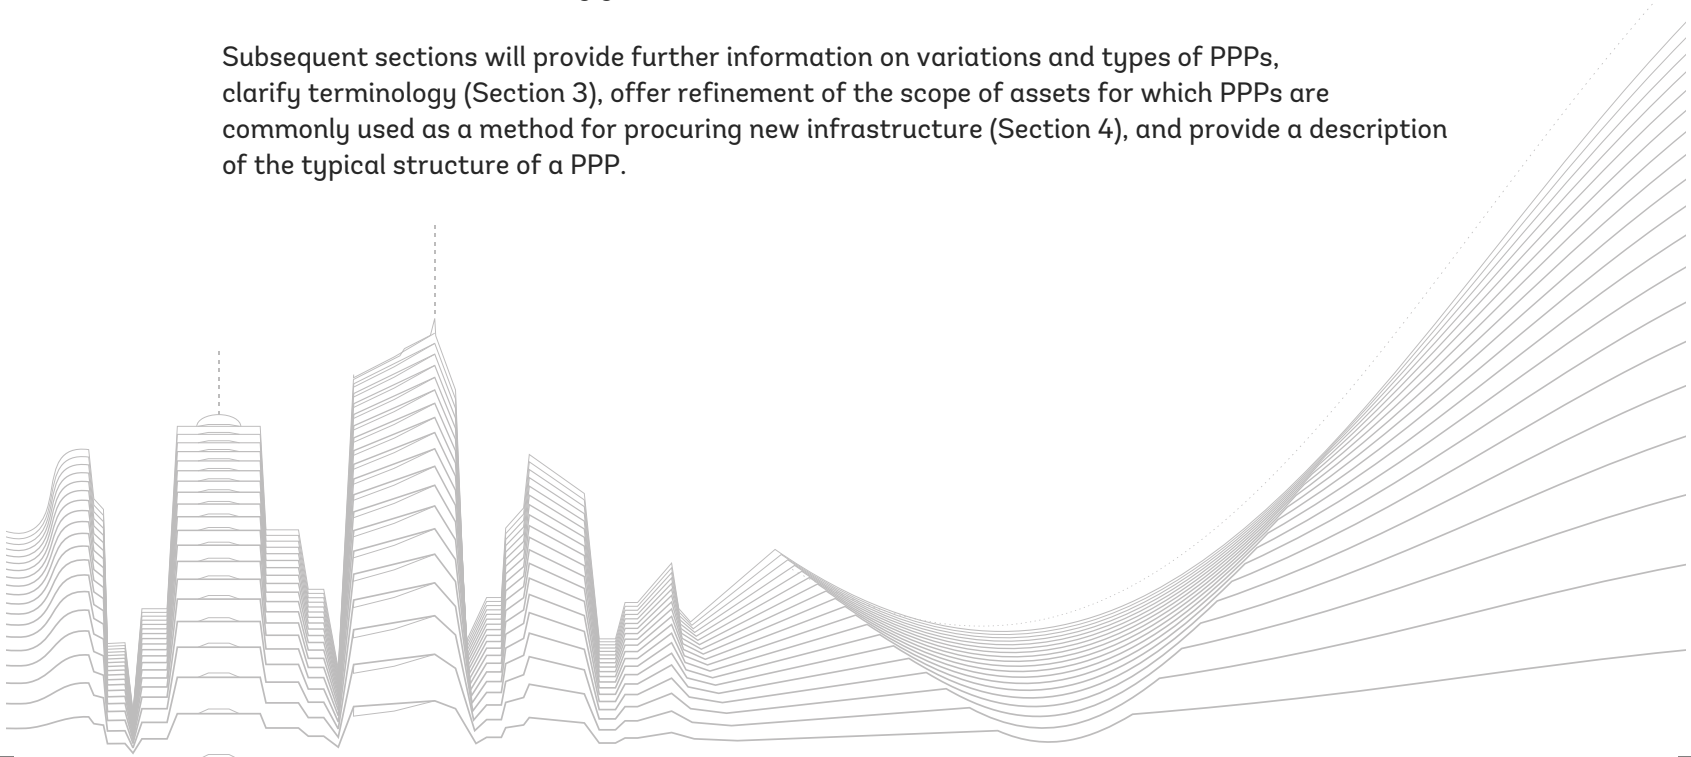 Subsequent sections will provide further information on variations and types of PPPs,
clarify terminology (Section 3), offer refinement of the scope of assets for which PPPs are
commonly used as a method for procuring new infrastructure (Section 4), and provide a description
of the typical structure of a PPP.